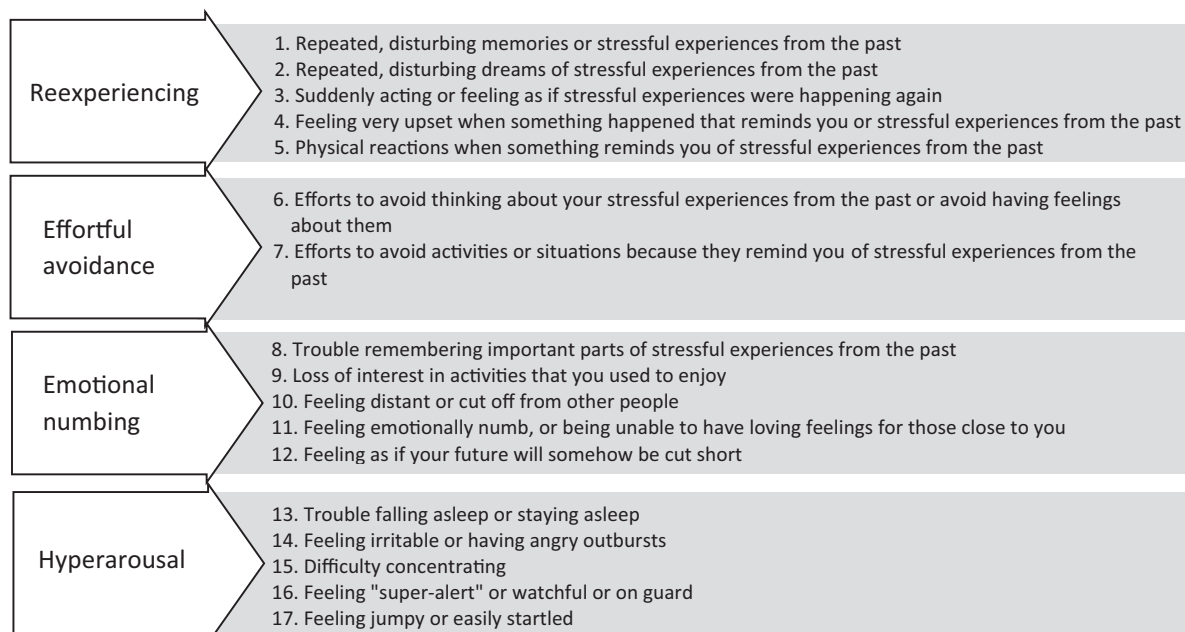 Reexperiencing
1. Repeated, disturbing memories or stressful experiences from the past
2. Repeated, disturbing dreams of stressful experiences from the past
3. Suddenly acting or feeling as if stressful experiences were happening again
4. Feeling very upset when something happened that reminds you or stressful experiences from the past
5. Physical reactions when something reminds you of stressful experiences from the past
Effortful
avoidance
6. Efforts to avoid thinking about your stressful experiences from the past or avoid having feelings
about them
7. Efforts to avoid activities or situations because they remind you of stressful experiences from the
past
Emotional
numbing
8. Trouble remembering important parts of stressful experiences from the past
9. Loss of interest in activities that you used to enjoy
10. Feeling distant or cut off from other people
11. Feeling emotionally numb, or being unable to have loving feelings for those close to you
12. Feeling as if your future will somehow be cut short
Hyperarousal
13. Trouble falling asleep or staying asleep
14. Feeling irritable or having angry outbursts
15. Difficulty concentrating
16. Feeling "super-alert" or watchful or on guard
17. Feeling jumpy or easily startled